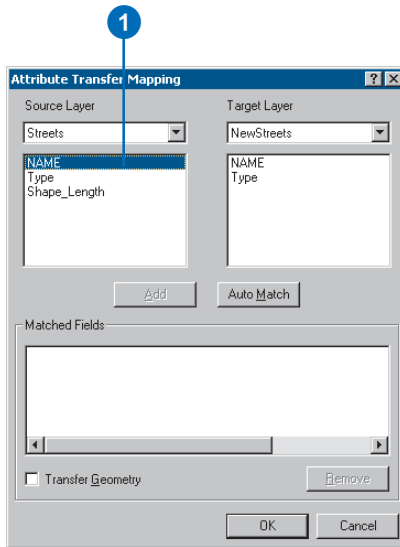 1
Attribute Transfer Mapping
Source Layer
Target Layer
Streets
NewStreets
NAME
Type
Shape_Length
NAME
Type
Add
Auto Match
Matched Fields
Transfer Geometry
Remove
OK
Cancel